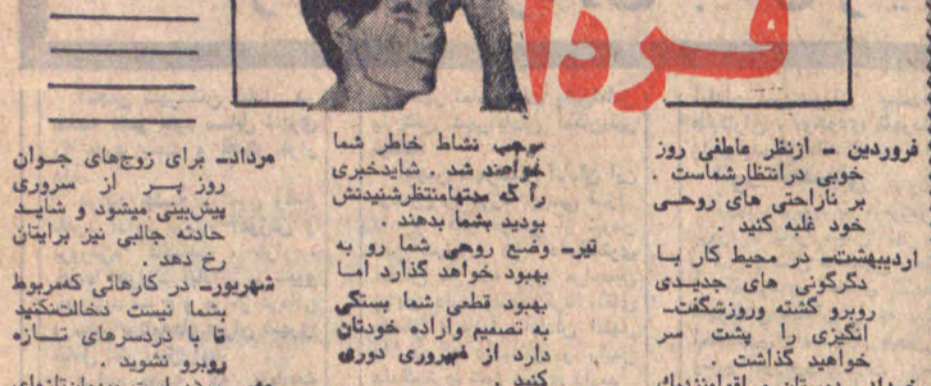 فردا
فروردین ـ ازنظر عاطفی روز
خوبی درانتظارشماست .
بر ناراحتی های روحی
خود غلبه کنید .
اردیبهشت‌ـ در محیط کار با
دگرگونی های جدیدی
روبرو گشته وروزشگفت‌ـ
انگیزی را پشت سر
خواهید گذاشت .
موجب نشاط خاطر شما
خواهند شد . شایدخبری
را که مدتهامنتظرشنیدنش
بودید بشما بدهند .
تیرـ وضع روحی شما رو به
بهبود خواهد گذارد اما
بهبود قطعی شما بستگی
به تصمیم واراده خودتان
دارد از دوری
کنید .
مردادـ برای زوج‌های جوان
روز پر از سروری
پیش‌بینی میشود و شاید
حادثه جالبی نیز برایتان
رخ دهد .
شهریورـ در کارهائی که‌مربوط
بشما نیست دخالت‌نکنید
تا با دردسرهای تازه
روبرو نشوید .